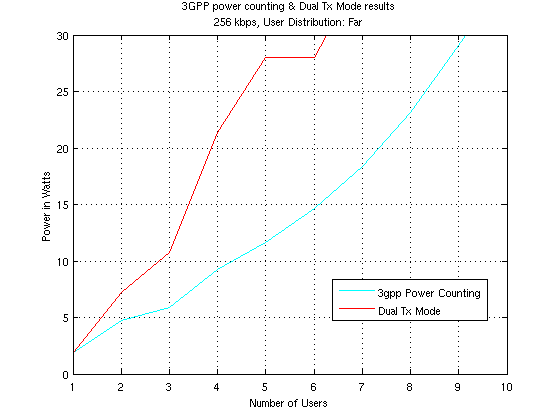 3GPP power counting & Dual Tx Mode results
256 kbps, User Distribution: Far
30
25
20
15
10
5
0
Power in Watts
3gpp Power Counting
Dual Tx Mode
1 2 3 4 5 6 7 8 9 10
Number of Users